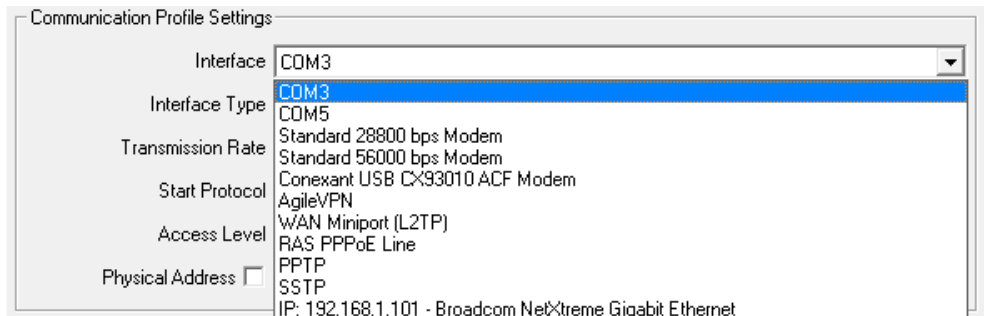 Communication Profile Settings
Interface COM3
COM3
Interface Type
COM5
Standard 28800 bps Modem
Transmission Rate
Standard 56000 bps Modem
Conexant USB CX93010 ACF Modem
Start Protocol
AgileVPN
WAN Miniport (L2TP)
Access Level
RAS PPPoE Line
PPTP
Physical Address
SSTP
IP: 192.168.1.101 - Broadcom NetXtreme Gigabit Ethernet